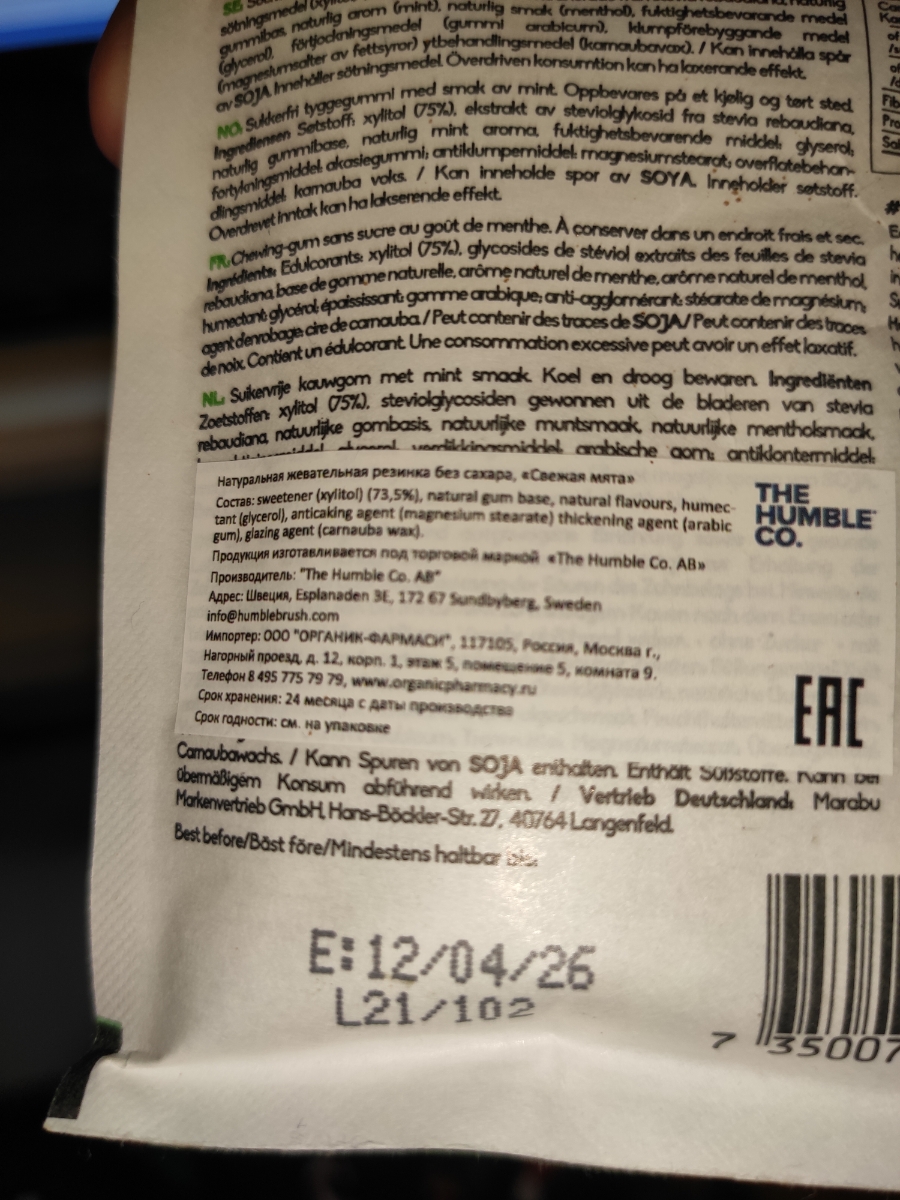 SE
sötningsmedel (xylitol
gummibas, naturlig arom (mint), naturlig smak (menthol), fuktighetsbevarande medel
(glycerol), förtjockningsmedel (gummi arabicum), klumpförebyggande medel
(magnesiumsalter av fettsyror) ytbehandlingsmedel (karnaubavax). / Kan innehålla spår
av SOJA. Innehåller sötningsmedel. Överdriven konsumtion kan ha laxerande effekt.
NO: Sukkerfri tyggegummi med smak av mint. Oppbevares på et kjølig og tørt sted.
Ingrediensen Søtstoff: xylitol (75%), ekstrakt av steviolglykosid fra stevia rebaudiana,
naturlig gummibase, naturlig mint aroma, fuktighetsbevarende middel: glyserol;
fortykningsmiddel: akasiegummi; antiklumpemiddel: magnesiumstearat; overflatebehan-
dlingsmiddel: karnauba voks. / Kan inneholde spor av SOYA. Inneholder søtstoff.
Overdrevet inntak kan ha lakserende effekt.
FR: Chewing-gum sans sucre au goût de menthe. À conserver dans un endroit frais et sec.
Ingrédients: Edulcorants: xylitol (75%), glycosides de stéviol extraits des feuilles de stevia
rebaudiana, base de gomme naturelle, arôme naturel de menthe, arôme naturel de menthol,
humectant: glycérol; épaississant: gomme arabique; anti-agglomérant: stéarate de magnésium;
agent denrobage: cire de carnauba. / Peut contenir des traces de SOJA/ Peut contenir des traces
de noix. Contient un édulcorant. Une consommation excessive peut avoir un effet laxatif.
NL: Suikervrije kauwgom met mint smaak. Koel en droog bewaren. Ingrediënten
Zoetstoffen: xylitol (75%), steviolglycosiden gewonnen uit de bladeren van stevia
rebaudiana, natuurlijke gombasis, natuurlijke muntsmaak, natuurlijke mentholsmaak,
glycerol; verdikkingsmiddel: arabische gom; antiklontermiddel:
Натуральная жевательная резинка без сахара, «Свежая мята»
Состав: sweetener (xylitol) (73,5%), natural gum base, natural flavours, humec-
tant (glycerol), anticaking agent (magnesium stearate) thickening agent (arabic
gum), glazing agent (carnauba wax).
THE
HUMBLE
CO.
Продукция изготавливается под торговой маркой «The Humble Co. AB»
Производитель: "The Humble Co. AB"
Адрес: Швеция, Esplanaden 3E, 172 67 Sundbyberg, Sweden
info@humblebrush.com
Импортер: ООО "ОРГАНИК-ФАРМАСИ", 117105, Россия, Москва г.,
Нагорный проезд, д. 12, корп. 1, этаж 5, помещение 5, комната 9.
Телефон 8 495 775 79 79, www.organicpharmacy.ru
Срок хранения: 24 месяца с даты производства
Срок годности: см. на упаковке
EAC
Carnaubawachs. / Kann Spuren von SOJA enthalten. Enthält Süßstoffe. Kann bei
übermäßigem Konsum abführend wirken. / Vertrieb Deutschland: Marabu
Markenvertrieb GmbH, Hans-Böckler-Str. 27, 40764 Langenfeld.
Best before/Bäst före/Mindestens haltbar bis:
E:12/04/26
L21/102
7 35007